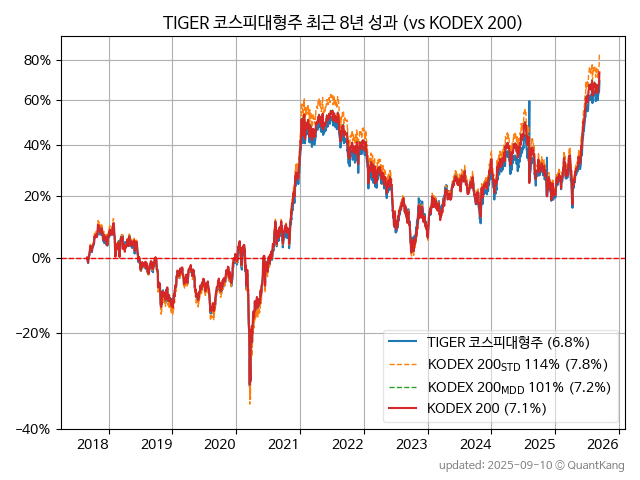 TIGER 코스피대형주 최근 8년 성과 (vs KODEX 200)
80%
60%
40%
20%
0%
−20%
−40%
TIGER 코스피대형주 (6.8%)
KODEX 200STD 114% (7.8%)
KODEX 200MDD 101% (7.2%)
KODEX 200 (7.1%)
2018 2019 2020 2021 2022 2023 2024 2025 2026
updated: 2025-09-10 © QuantKang